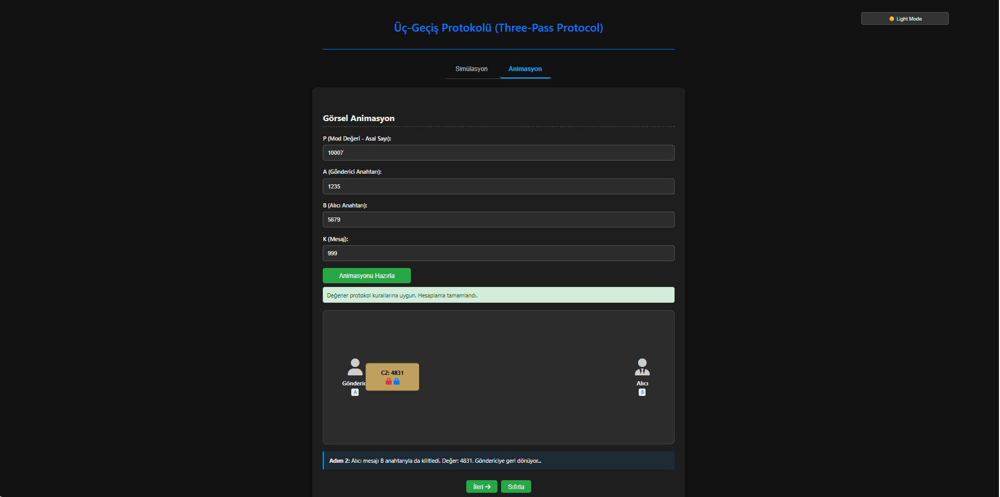 Üç-Geçiş Protokolü (Three-Pass Protocol)
Light Mode
Simülasyon
Animasyon
Görsel Animasyon
P (Mod Değeri - Asal Sayı):
10007
A (Gönderici Anahtarı):
1235
B (Alıcı Anahtarı):
5679
K (Mesaj):
999
Animasyonu Hazırla
Değerler protokol kurallarına uygun. Hesaplama tamamlandı.
Gönderic
A
C2: 4831
Alıcı
B
Adım 2: Alıcı mesajı B anahtarıyla da kilitledi. Değer: 4831. Göndericiye geri dönüyor...
İleri →
Sıfırla